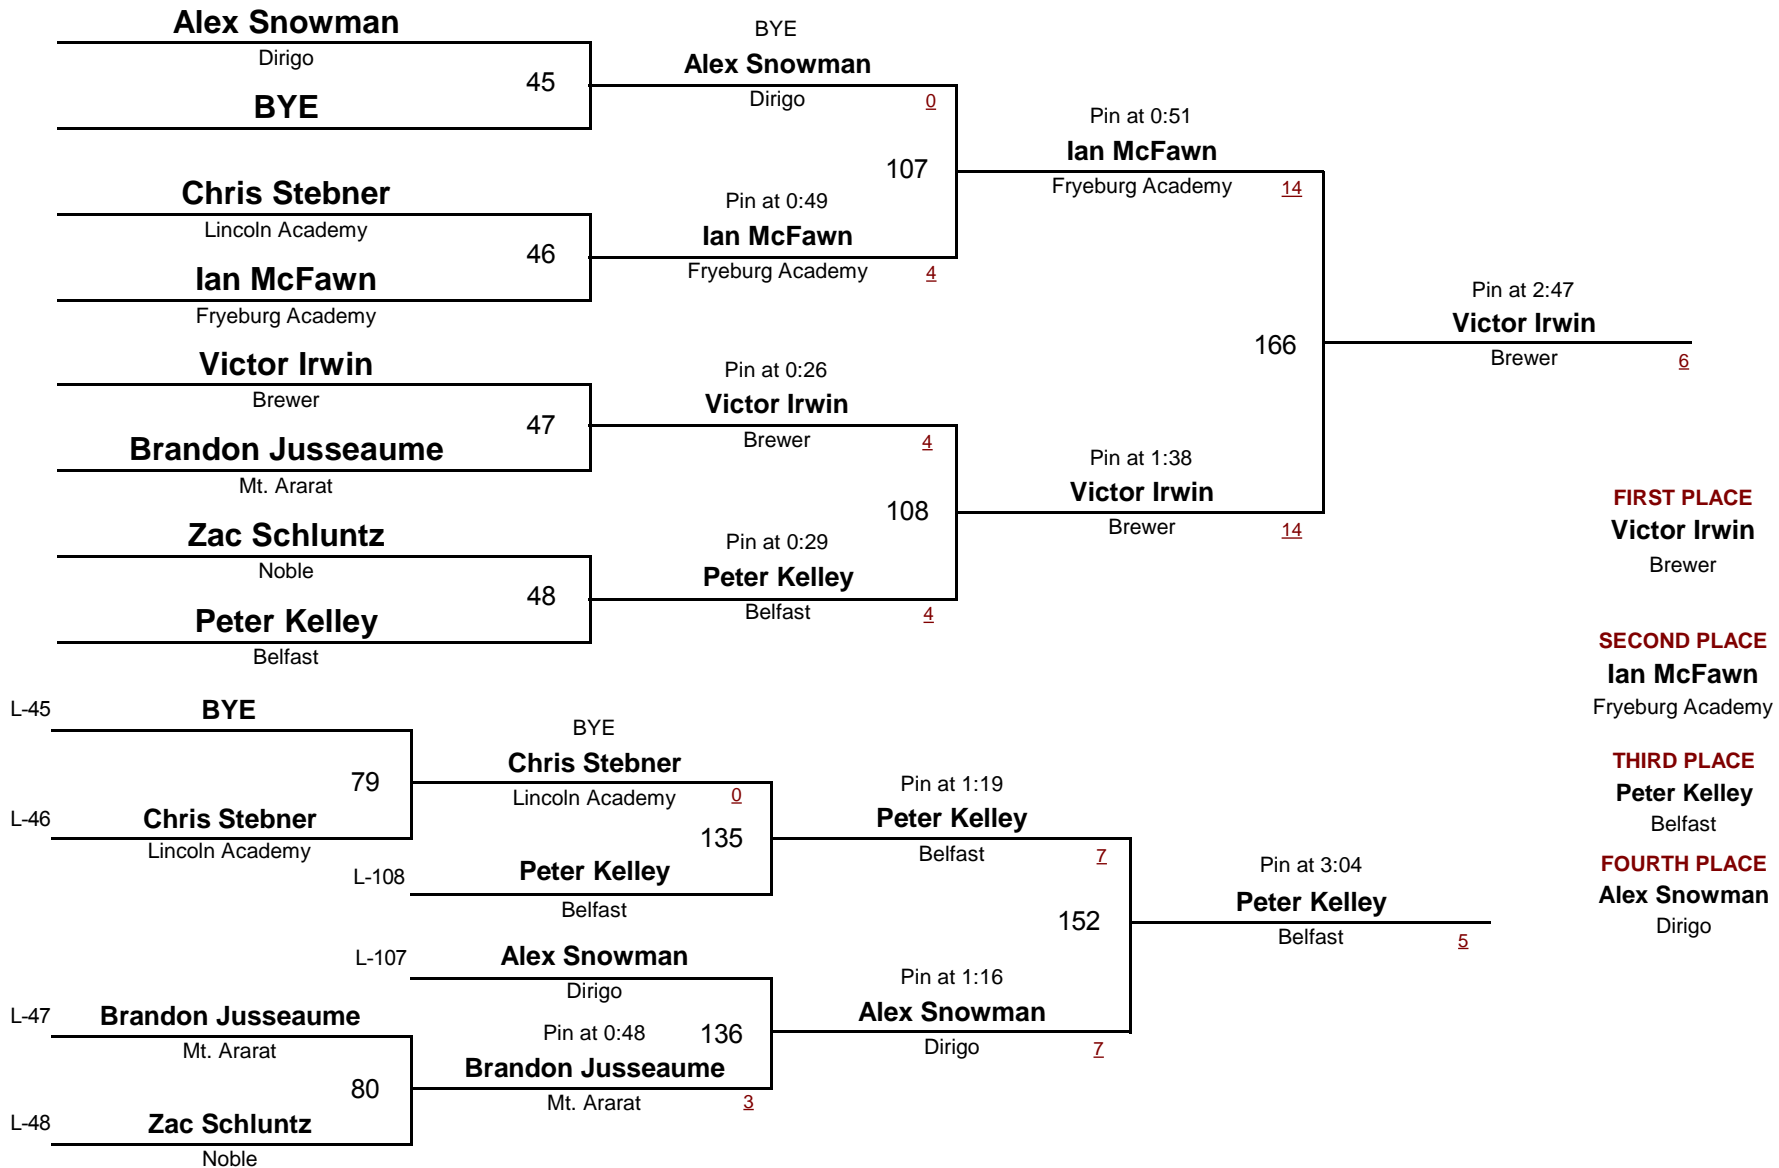 Alex Snowman
Dirigo
45
BYE
BYE
Alex Snowman
Dirigo
0
Chris Stebner
Lincoln Academy
46
Ian McFawn
Fryeburg Academy
107
Pin at 0:49
Ian McFawn
Fryeburg Academy
4
Pin at 0:51
Ian McFawn
Fryeburg Academy
14
Victor Irwin
Brewer
47
Brandon Jusseaume
Mt. Ararat
Pin at 0:26
Victor Irwin
Brewer
4
Zac Schluntz
Noble
48
Peter Kelley
Belfast
108
Pin at 0:29
Peter Kelley
Belfast
4
Pin at 1:38
Victor Irwin
Brewer
14
166
Pin at 2:47
Victor Irwin
Brewer
6
FIRST PLACE
Victor Irwin
Brewer
SECOND PLACE
Ian McFawn
Fryeburg Academy
THIRD PLACE
Peter Kelley
Belfast
FOURTH PLACE
Alex Snowman
Dirigo
L-45
BYE
79
L-46
Chris Stebner
Lincoln Academy
BYE
Chris Stebner
Lincoln Academy
0
135
L-108
Peter Kelley
Belfast
Pin at 1:19
Peter Kelley
Belfast
7
L-107
Alex Snowman
Dirigo
136
L-47
Brandon Jusseaume
Mt. Ararat
80
L-48
Zac Schluntz
Noble
Pin at 0:48
Brandon Jusseaume
Mt. Ararat
3
Pin at 1:16
Alex Snowman
Dirigo
7
152
Pin at 3:04
Peter Kelley
Belfast
5